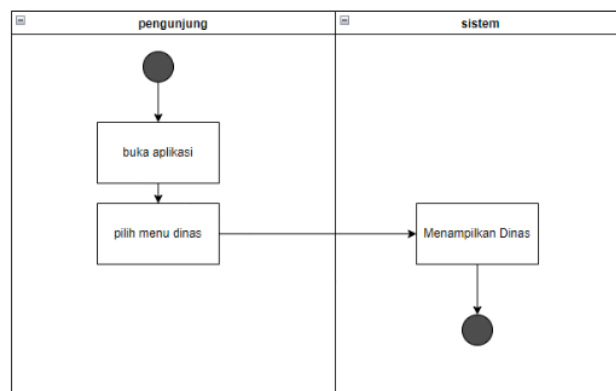 pengunjung
sistem
buka aplikasi
pilih menu dinas
Menampilkan Dinas